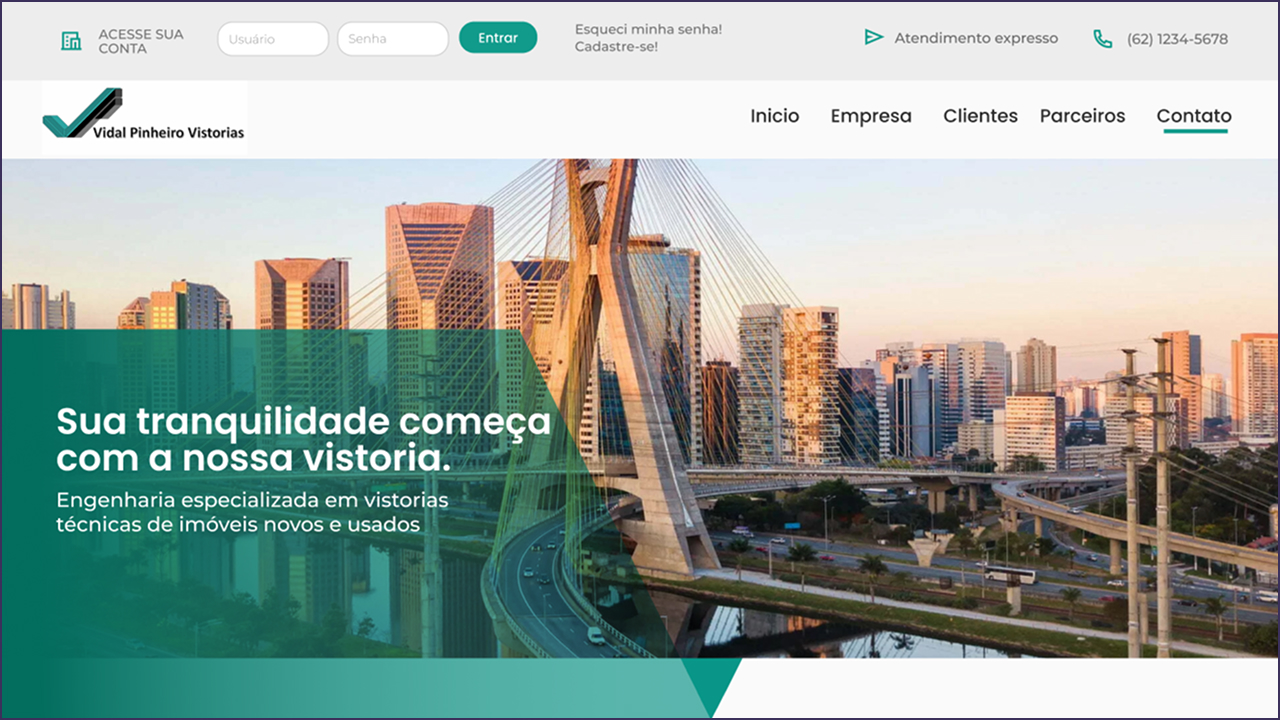 ACESSE SUA
CONTA
Usuário
Senha
Entrar
Esqueci minha senha!
Cadastre-se!
Atendimento expresso
(62) 1234-5678
Vidal Pinheiro Vistorias
Inicio
Empresa
Clientes
Parceiros
Contato
Sua tranquilidade começa
com a nossa vistoria.
Engenharia especializada em vistorias
técnicas de imóveis novos e usados